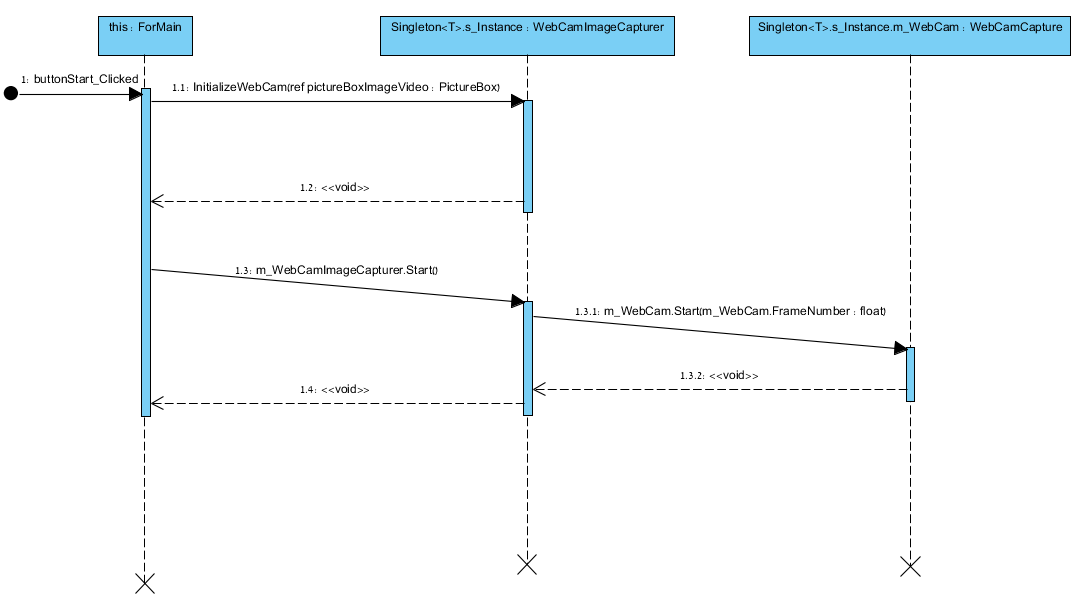 this : ForMain
Singleton<T>.s_Instance : WebCamImageCapturer
Singleton<T>.s_Instance.m_WebCam : WebCamCapture
1: buttonStart_Clicked
1.1: InitializeWebCam(ref pictureBoxImageVideo : PictureBox)
1.2: <<void>>
1.3: m_WebCamImageCapturer.Start()
1.3.1: m_WebCam.Start(m_WebCam.FrameNumber : float)
1.3.2: <<void>>
1.4: <<void>>